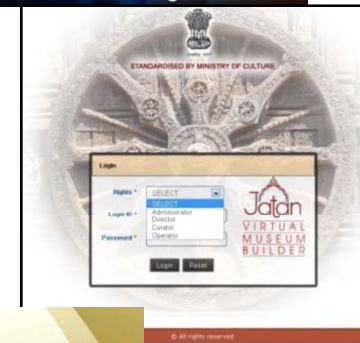 STANDARDISED BY MINISTRY OF CULTURE
Login
Rights *
..SELECT
SELECT
Administrator
Director
Curator
Operator
Login ID *
Password *
Login
Reset
Jatan
VIRTUAL
MUSEUM
BUILDER
© All rights reserved.